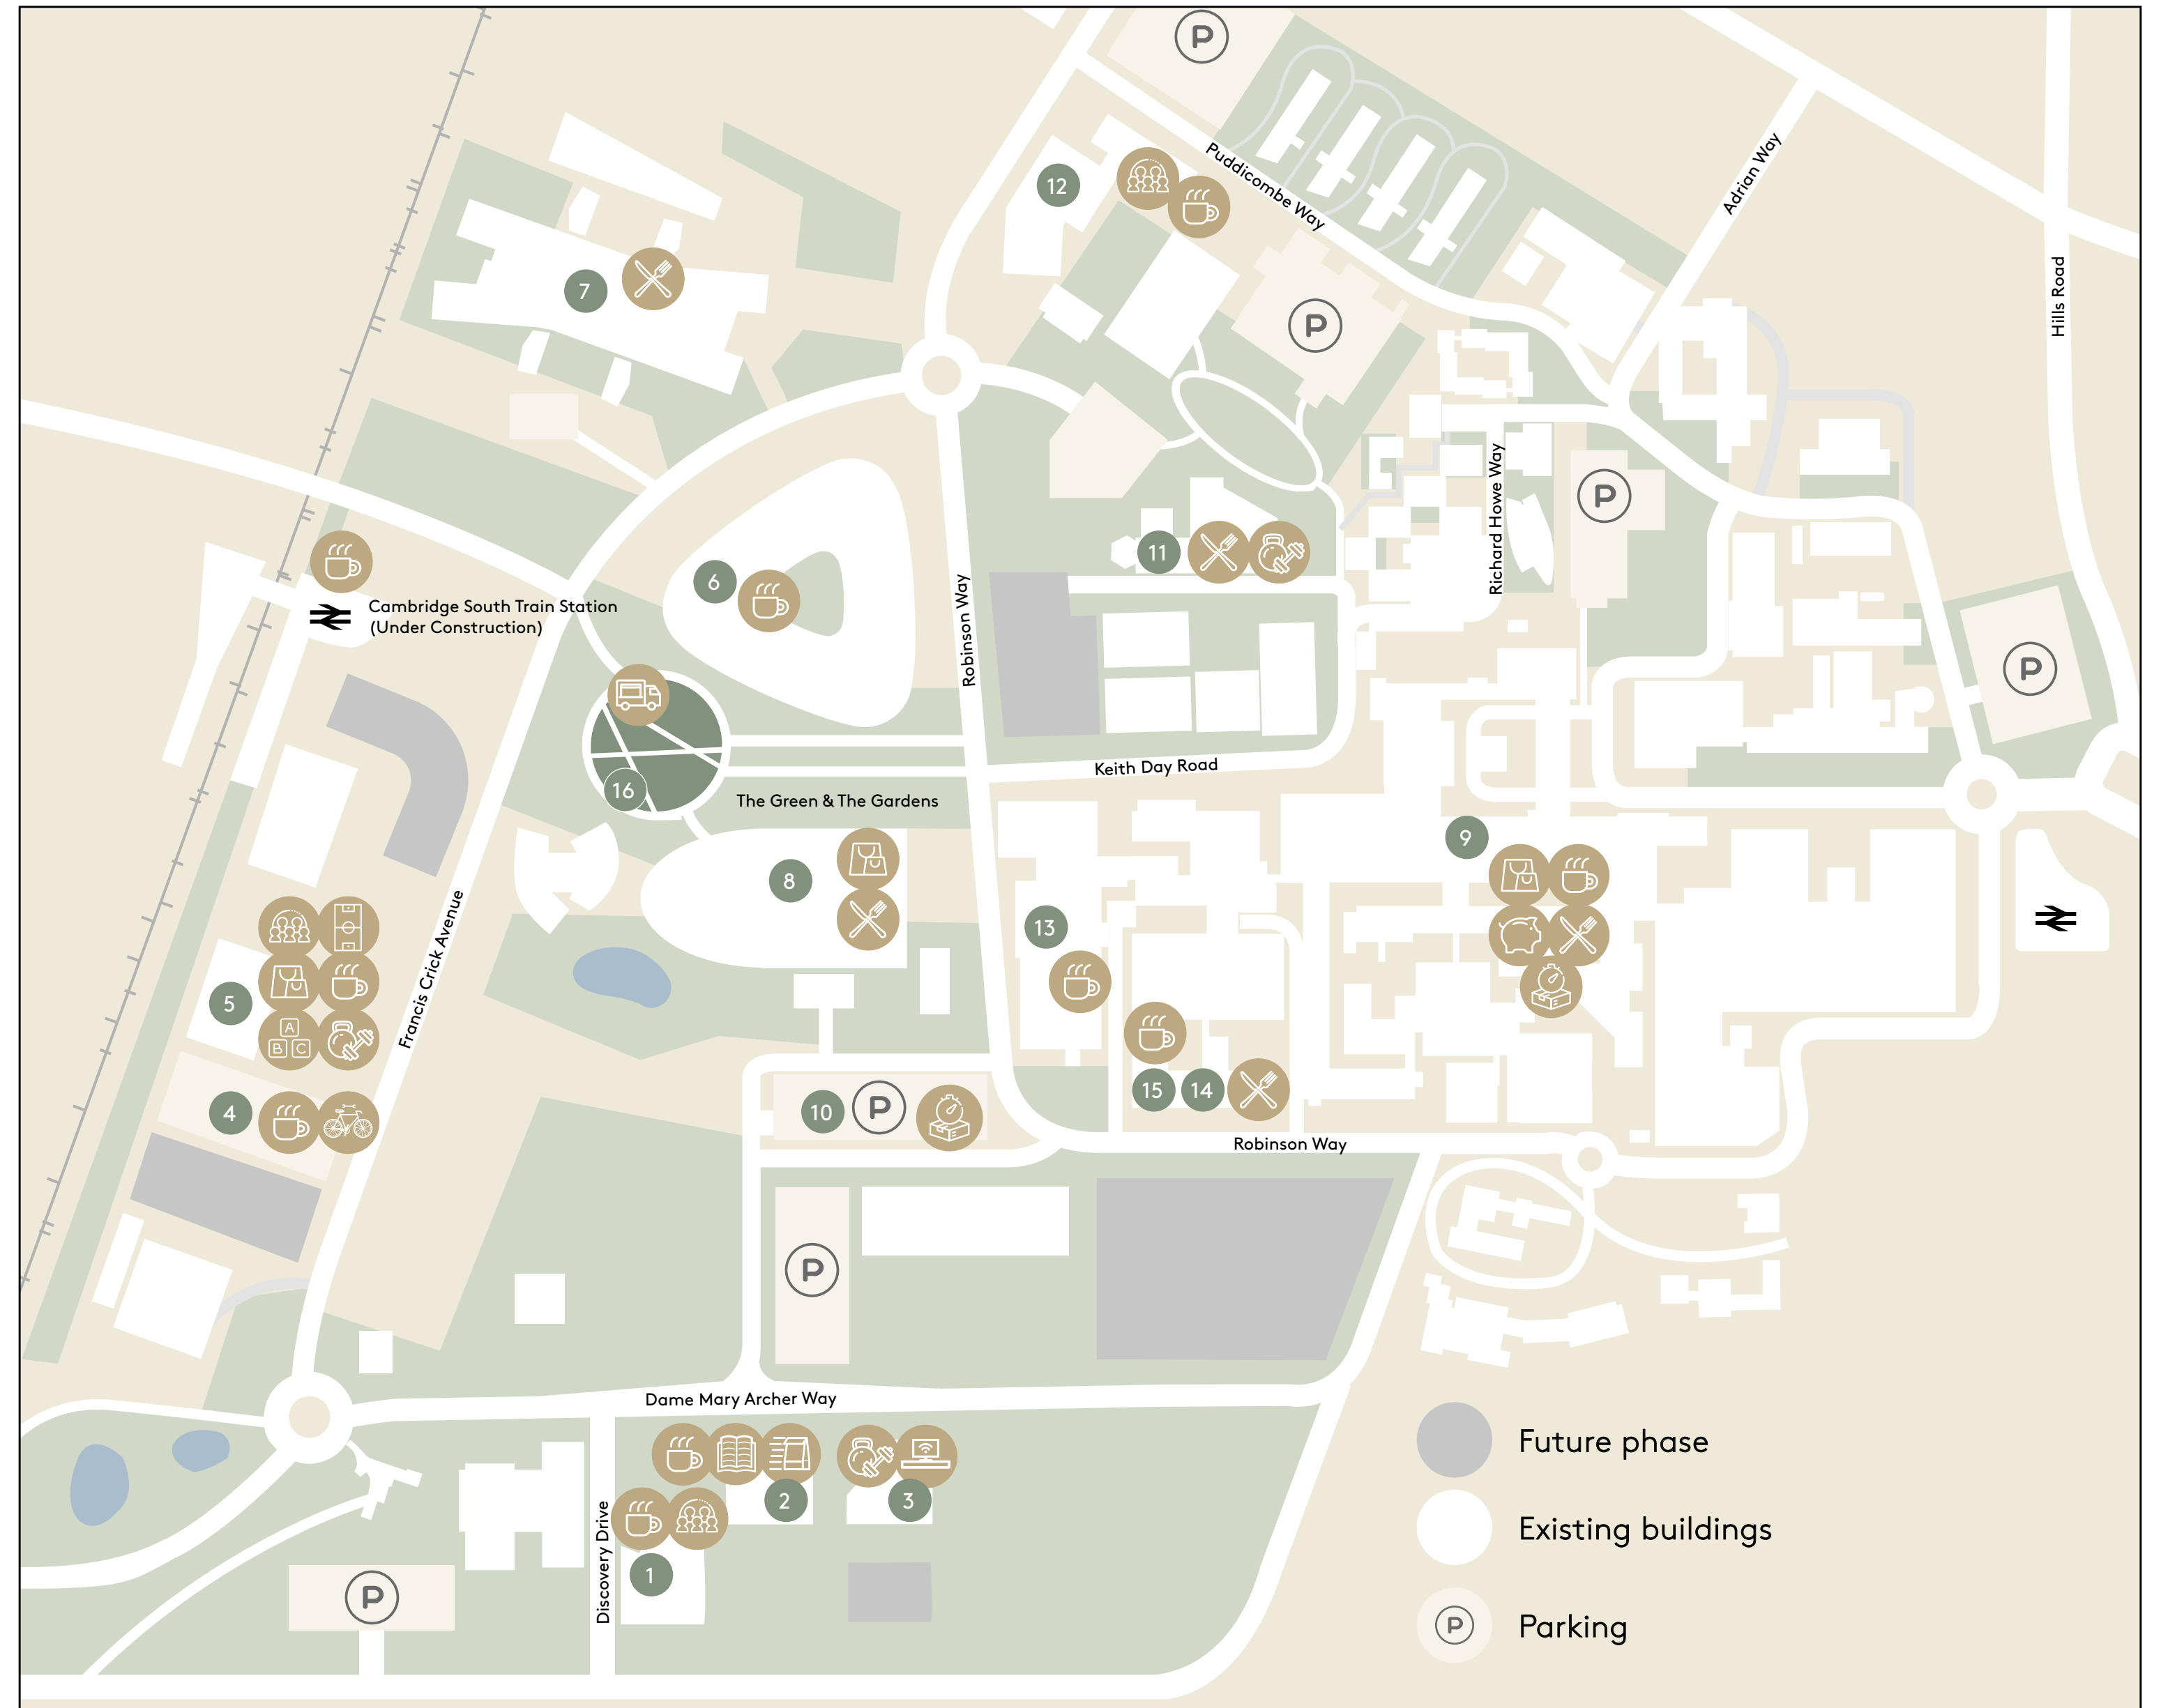 P
12
Puddicombe Way
Adrian Way
Hills Road
7
P
Richard Howe Way
P
11
Cambridge South Train Station
(Under Construction)
6
Robinson Way
P
16
Keith Day Road
The Green & The Gardens
9
8
13
Francis Crick Avenue
5
A
B C
4
10
P
15
14
Robinson Way
P
Dame Mary Archer Way
Future phase
2
3
Existing buildings
Discovery Drive
1
P
P
Parking